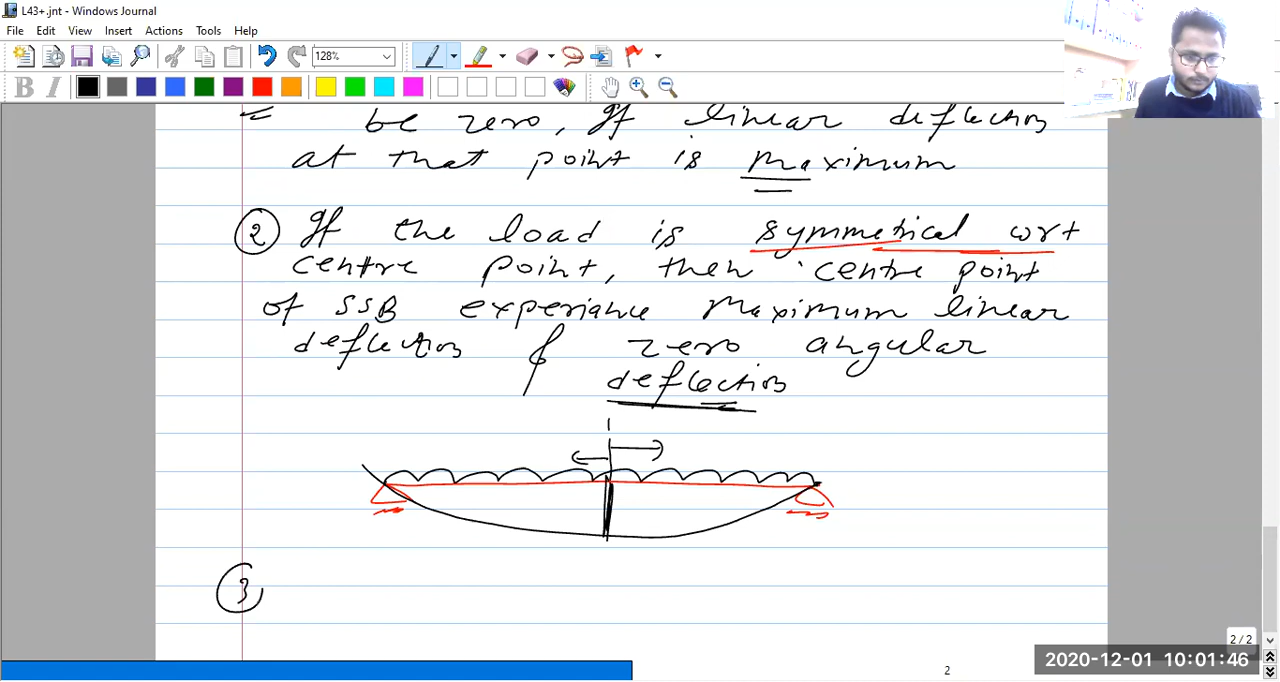 L43+.jnt - Windows Journal
File Edit View Insert Actions Tools Help
128%
B I
be zero, If linear deflection
at that point is maximum
② If the load is symmetrical wrt
centre point, then centre point
of SSB experiance maximum linear
deflection & zero angular
deflection
③
2 / 2
2
2020-12-01 10:01:46